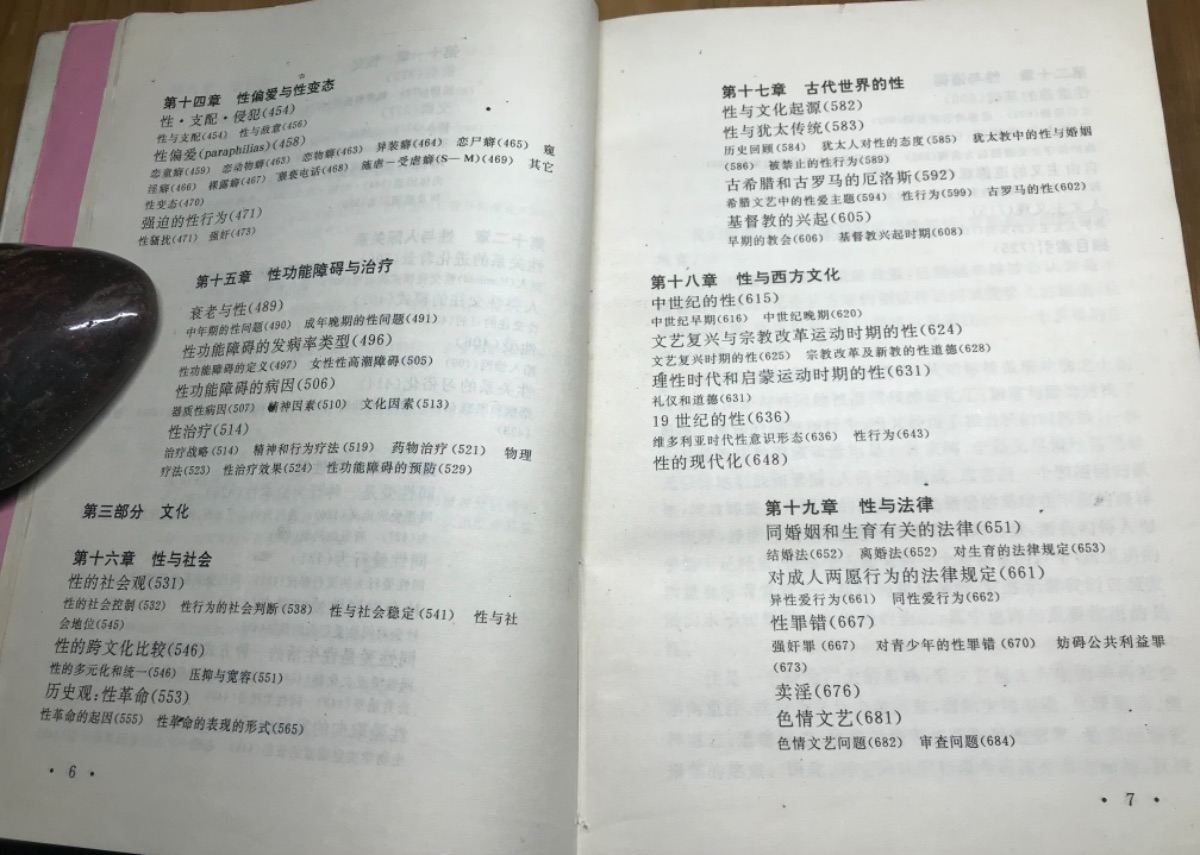 第十四章 性偏爱与性变态
性·支配·侵犯(454)
性与支配(454) 性与敌意(456)
性偏爱(paraphilias)(458)
恋童癖(459) 恋动物癖(463) 恋物癖(463) 异装癖(464) 恋尸癖(465) 窥
淫癖(466) 裸露癖(467) 猥亵电话(468) 施虐—受虐癖(S—M)(469) 其它
性变态(470)
强迫的性行为(471)
性骚扰(471) 强奸(473)
第十五章 性功能障碍与治疗
衰老与性(489)
中年期的性问题(490) 成年晚期的性问题(491)
性功能障碍的发病率类型(496)
性功能障碍的定义(497) 女性性高潮障碍(505)
性功能障碍的病因(506)
器质性病因(507) 精神因素(510) 文化因素(513)
性治疗(514)
治疗战略(514) 精神和行为疗法(519) 药物治疗(521) 物理
疗法(523) 性治疗效果(524) 性功能障碍的预防(529)
第三部分 文化
第十六章 性与社会
性的社会观(531)
性的社会控制(532) 性行为的社会判断(538) 性与社会稳定(541) 性与社
会地位(545)
性的跨文化比较(546)
性的多元化和统一(546) 压抑与宽容(551)
历史观:性革命(553)
性革命的起因(555) 性革命的表现的形式(565)
· 6 ·
第十七章 古代世界的性
性与文化起源(582)
性与犹太传统(583)
历史回顾(584) 犹太人对性的态度(585) 犹太教中的性与婚姻
(586) 被禁止的性行为(589)
古希腊和古罗马的厄洛斯(592)
希腊文艺中的性爱主题(594) 性行为(599) 古罗马的性(602)
基督教的兴起(605)
早期的教会(606) 基督教兴起时期(608)
第十八章 性与西方文化
中世纪的性(615)
中世纪早期(616) 中世纪晚期(620)
文艺复兴与宗教改革运动时期的性(624)
文艺复兴时期的性(625) 宗教改革及新教的性道德(628)
理性时代和启蒙运动时期的性(631)
礼仪和道德(631)
19世纪的性(636)
维多利亚时代性意识形态(636) 性行为(643)
性的现代化(648)
第十九章 性与法律
同婚姻和生育有关的法律(651)
结婚法(652) 离婚法(652) 对生育的法律规定(653)
对成人两愿行为的法律规定(661)
异性爱行为(661) 同性爱行为(662)
性罪错(667)
强奸罪(667) 对青少年的性罪错(670) 妨碍公共利益罪
(673)
卖淫(676)
色情文艺(681)
色情文艺问题(682) 审查问题(684)
· 7 ·